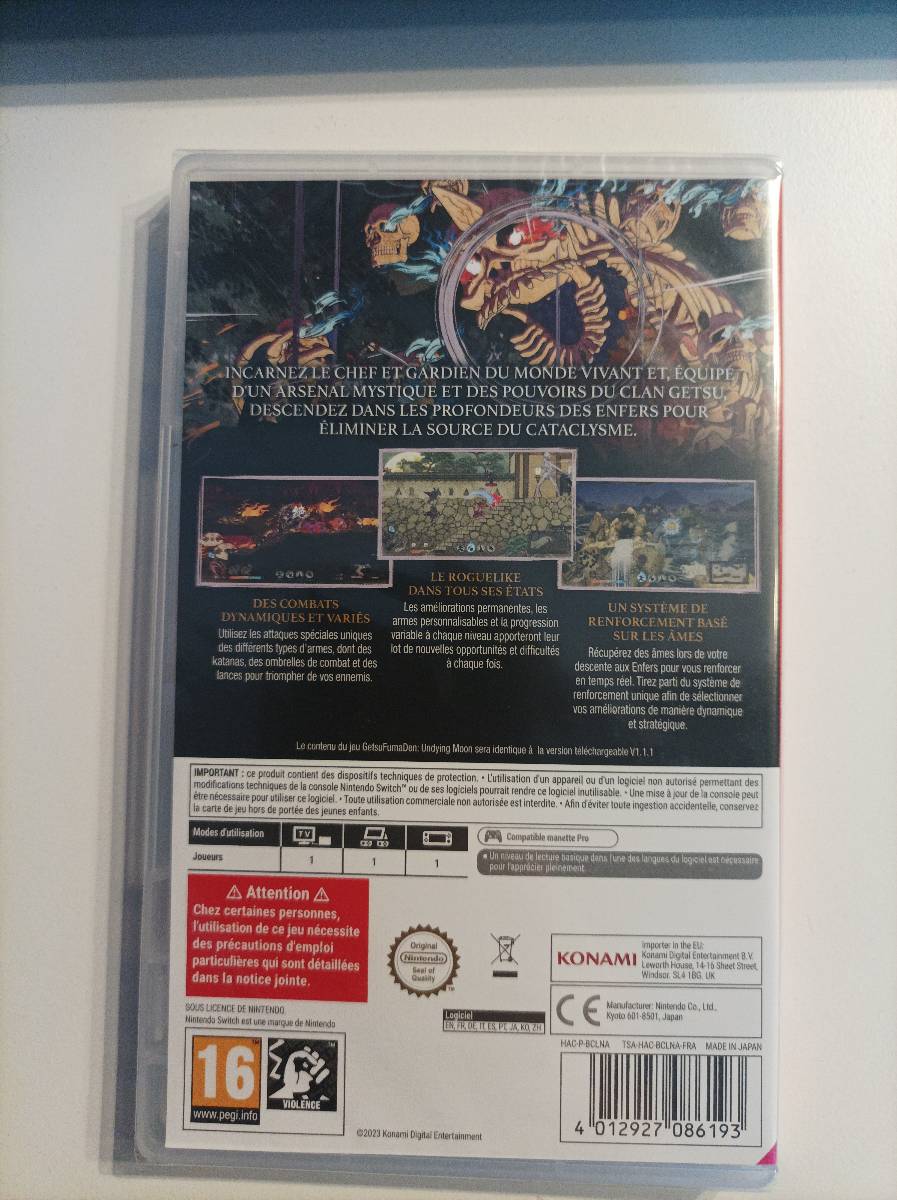 INCARNEZ LE CHEF ET GARDIEN DU MONDE VIVANT ET, ÉQUIPÉ
D'UN ARSENAL MYSTIQUE ET DES POUVOIRS DU CLAN GETSU,
DESCENDEZ DANS LES PROFONDEURS DES ENFERS POUR
ÉLIMINER LA SOURCE DU CATACLYSME.
DES COMBATS
DYNAMIQUES ET VARIÉS
Utilisez les attaques spéciales uniques
des différents types d'armes, dont des
katanas, des ombrelles de combat et des
lances pour triompher de vos ennemis.
LE ROGUELIKE
DANS TOUS SES ÉTATS
Les améliorations permanentes, les
armes personnalisables et la progression
variable à chaque niveau apporteront leur
lot de nouvelles opportunités et difficultés
à chaque fois.
UN SYSTÈME DE
RENFORCEMENT BASÉ
SUR LES ÂMES
Récupérez des âmes lors de votre
descente aux Enfers pour vous renforcer
en temps réel. Tirez parti du système de
renforcement unique afin de sélectionner
vos améliorations de manière dynamique
et stratégique.
Le contenu du jeu GetsuFumaDen: Undying Moon sera identique à la version téléchargeable V1.1.1
IMPORTANT : ce produit contient des dispositifs techniques de protection. • L'utilisation d'un appareil ou d'un logiciel non autorisé permettant des
modifications techniques de la console Nintendo Switch™ ou de ses logiciels pourrait rendre ce logiciel inutilisable. • Une mise à jour de la console peut
être nécessaire pour utiliser ce logiciel. • Toute utilisation commerciale non autorisée est interdite. • Afin d'éviter toute ingestion accidentelle, conservez
la carte de jeu hors de portée des jeunes enfants.
Modes d'utilisation TV
Joueurs 1 1 1
Compatible manette Pro
• Un niveau de lecture basique dans l'une des langues du logiciel est nécessaire
pour l'apprécier pleinement.
⚠ Attention ⚠
Chez certaines personnes,
l'utilisation de ce jeu nécessite
des précautions d'emploi
particulières qui sont détaillées
dans la notice jointe.
Original
Nintendo
Seal of
Quality
TM
KONAMI
Importer in the EU:
Konami Digital Entertainment B.V.
Leworth House, 14-16 Sheet Street,
Windsor. SL4 1BG. UK
CE
Manufacturer: Nintendo Co., Ltd.,
Kyoto 601-8501, Japan
SOUS LICENCE DE NINTENDO.
Nintendo Switch est une marque de Nintendo
Logiciel
EN, FR, DE, IT, ES, PT, JA, KO, ZH
HAC-P-BCLNA TSA-HAC-BCLNA-FRA MADE IN JAPAN
16
www.pegi.info
VIOLENCE
©2023 Konami Digital Entertainment
4 012927 086193